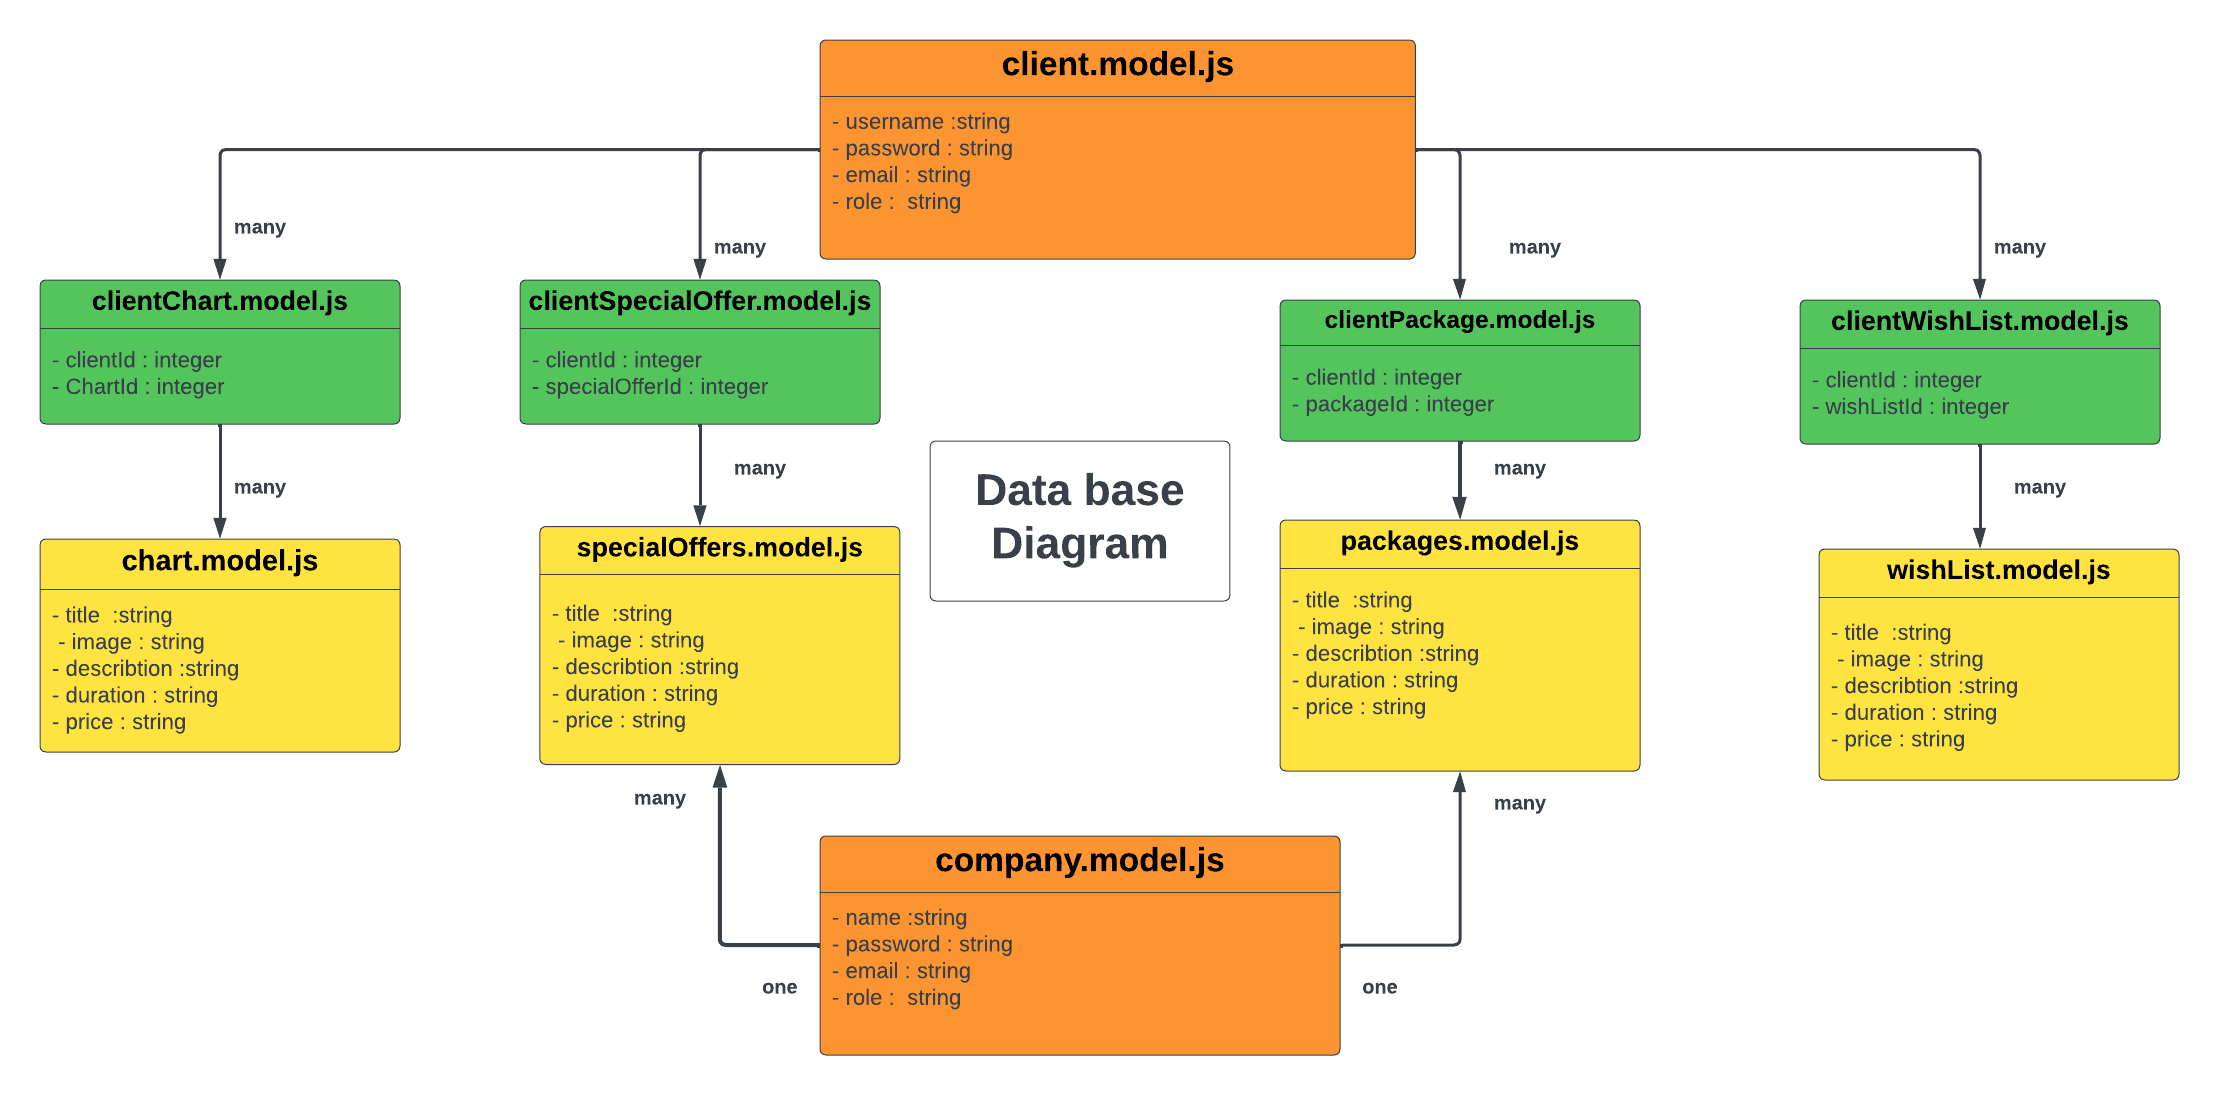 client.model.js
- username :string
- password : string
- email : string
- role :  string
many
many
many
many
clientChart.model.js
- clientId : integer
- ChartId : integer
clientSpecialOffer.model.js
- clientId : integer
- specialOfferId : integer
clientPackage.model.js
- clientId : integer
- packageId : integer
clientWishList.model.js
- clientId : integer
- wishListId : integer
many
many
many
many
Data base
Diagram
chart.model.js
- title  :string
- image : string
- describtion :string
- duration : string
- price : string
specialOffers.model.js
- title  :string
- image : string
- describtion :string
- duration : string
- price : string
packages.model.js
- title  :string
- image : string
- describtion :string
- duration : string
- price : string
wishList.model.js
- title  :string
- image : string
- describtion :string
- duration : string
- price : string
many
many
company.model.js
- name :string
- password : string
- email : string
- role :  string
one
one